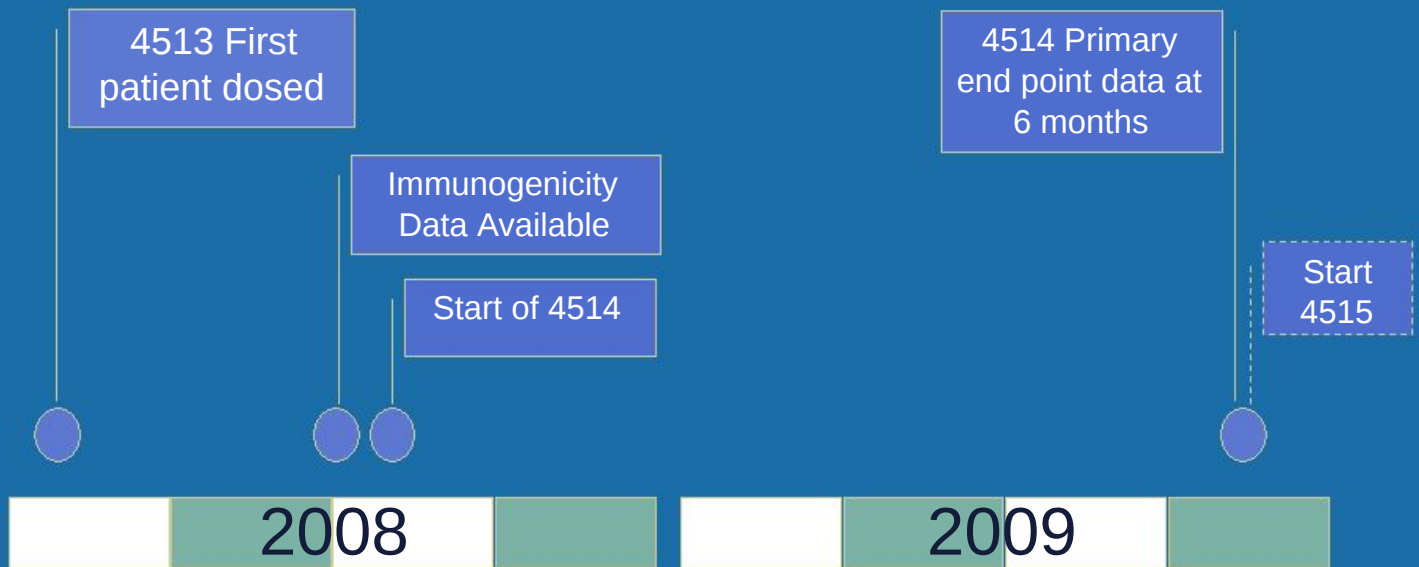 4513 First
patient dosed
Immunogenicity
Data Available
Start of 4514
4514 Primary
end point data at
6 months
Start
4515
2008
2009